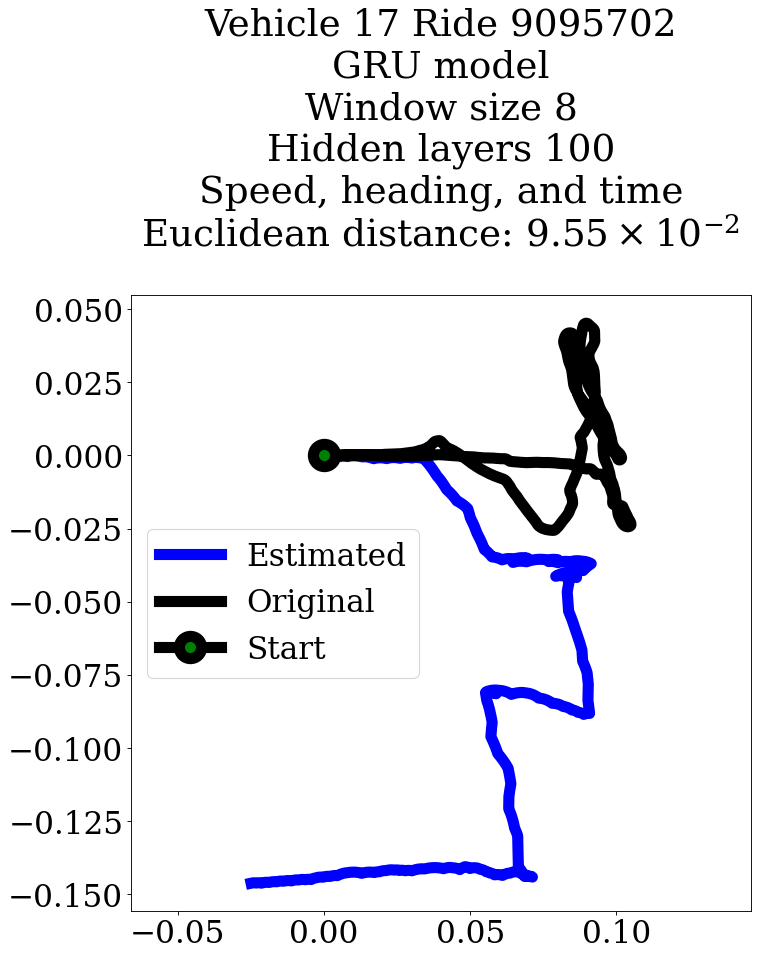 Vehicle 17 Ride 9095702
GRU model
Window size 8
Hidden layers 100
Speed, heading, and time
Euclidean distance: 9.55 × 10⁻²
0.050
0.025
0.000
−0.025
−0.050
−0.075
−0.100
−0.125
−0.150
Estimated
Original
Start
−0.05 0.00 0.05 0.10